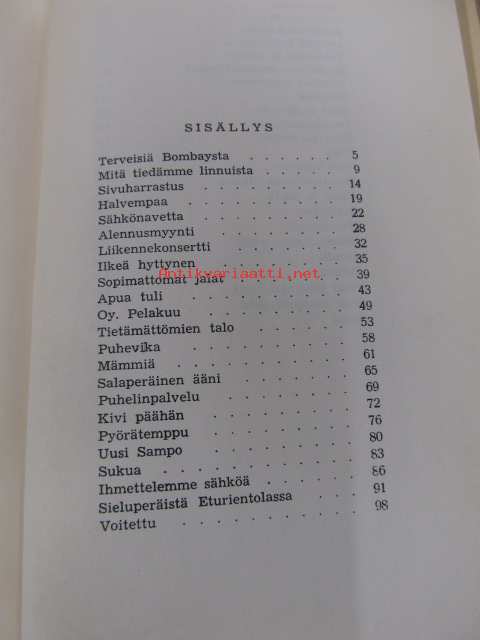 SISÄLLYS
Terveisiä Bombaysta . . . . . . 5
Mitä tiedämme linnuista . . . . . 9
Sivuharrastus . . . . . . . . 14
Halvempaa . . . . . . . . 19
Sähkönavetta . . . . . . . . 22
Alennusmyynti . . . . . . . 28
Liikennekonsertti . . . . . . . 32
Ilkeä hyttynen . . . . . . . 35
Antikvariaatti.net
Sopimattomat jalat . . . . . . 39
Apua tuli . . . . . . . . 43
Oy. Pelakuu . . . . . . . . 49
Tietämättömien talo . . . . . . 53
Puhevika . . . . . . . . . 58
Mämmiä . . . . . . . . . 61
Salaperäinen ääni . . . . . . . 65
Puhelinpalvelu . . . . . . . . 69
Kivi päähän . . . . . . . . 72
Pyörätemppu . . . . . . . . 76
Uusi Sampo . . . . . . . . 80
Sukua . . . . . . . . . . 83
Ihmettelemme sähköä . . . . . . 86
Sieluperäistä Eturientolassa . . . 91
Voitettu . . . . . . . . . 98